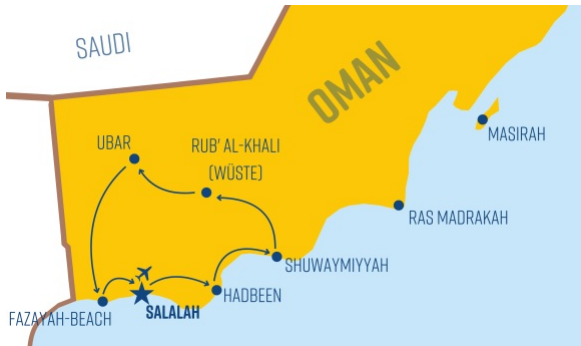 SAUDI
OMAN
UBAR
RUB' AL-KHALI
(WÜSTE)
MASIRAH
RAS MADRAKAH
SHUWAYMIYYAH
HADBEEN
SALALAH
FAZAYAH-BEACH